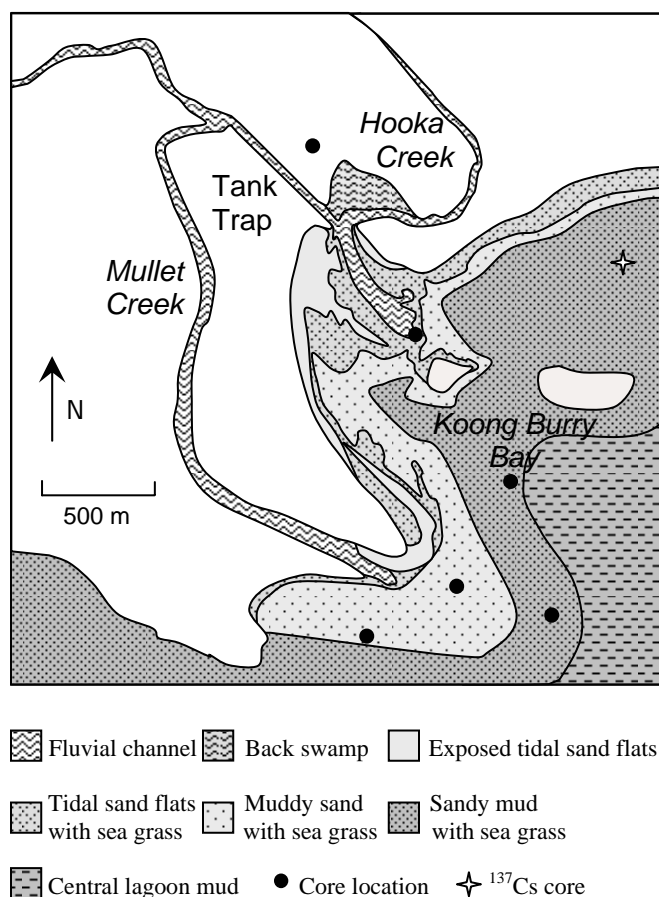 Hooka
Creek
Tank
Trap
Mullet
Creek
N
Koong Burry
Bay
500 m
Fluvial channel
Back swamp
Exposed tidal sand flats
Tidal sand flats
with sea grass
Muddy sand
with sea grass
Sandy mud
with sea grass
Central lagoon mud
Core location
¹³⁷Cs core